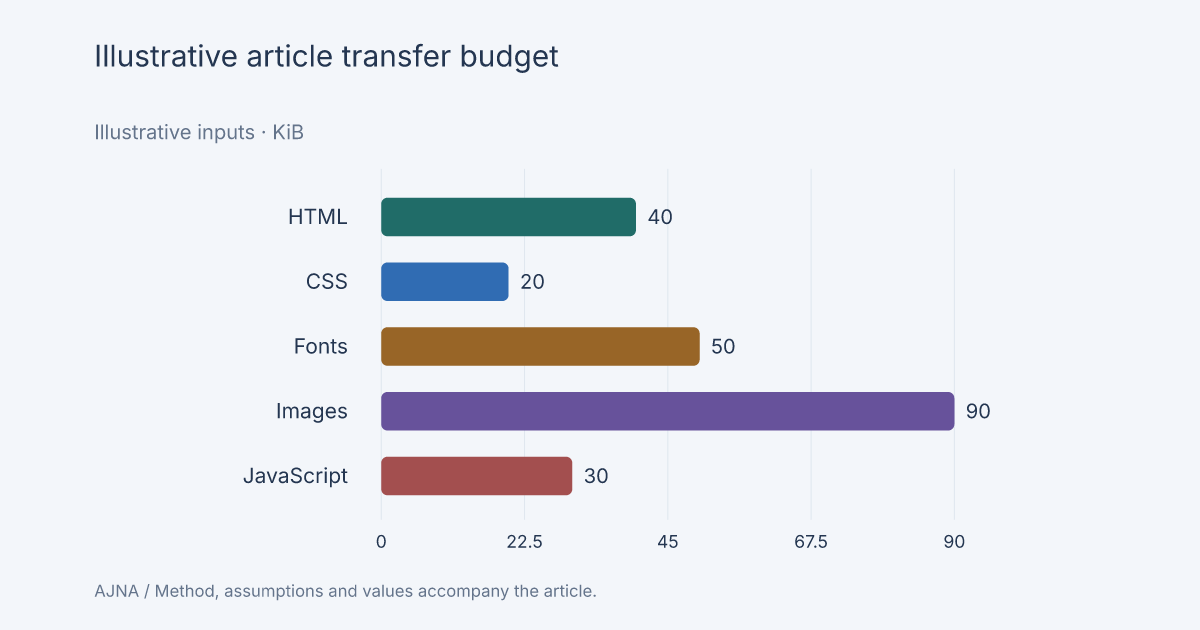 Illustrative article transfer budget
Illustrative inputs · KiB
HTML 40
CSS 20
Fonts 50
Images 90
JavaScript 30
0 22.5 45 67.5 90
AJNA / Method, assumptions and values accompany the article.